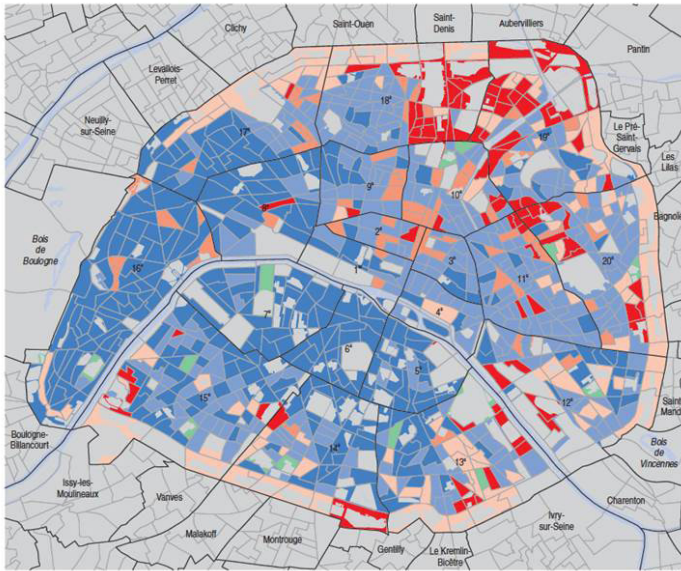 Saint-Ouen
Saint-
Denis
Aubervilliers
Clichy
Pantin
Levallois-
Perret
Neuilly-
sur-Seine
Le Pré-
Saint-
Gervais
Les
Lilas
Bagnole
18e
17e
19e
9e
10e
8e
2e
3e
1er
11e
20e
Bois
de
Boulogne
16e
7e
4e
6e
5e
15e
12e
14e
13e
Saint
Mand
Bois de
Vincennes
Boulogne-
Billancourt
Issy-les-
Moulineaux
Vanves
Malakoff
Montrouge
Gentilly
Le Kremlin-
Bicêtre
Ivry-
sur-Seine
Charenton